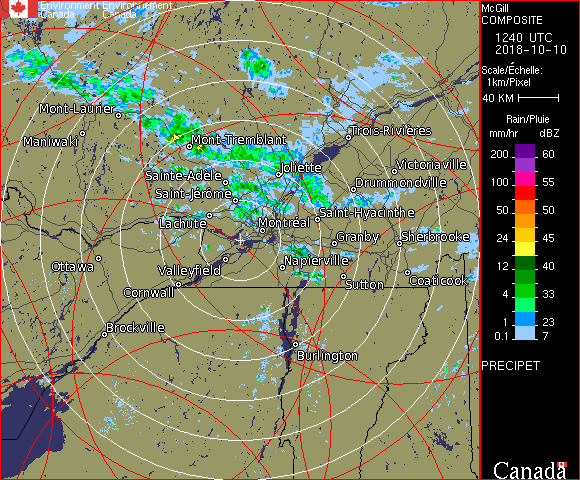 Environment Environnement
Canada Canada
McGill
COMPOSITE
1240 UTC
2018-10-10
Scale/Échelle:
1km/Pixel
40 KM
Rain/Pluie
mm/hr dBZ
200 60
100 55
50 50
24 45
12 40
4 33
1 23
0.1 7
PRECIPET
Canada
Mont-Laurier
Maniwaki
Mont-Tremblant
Trois-Rivières
Joliette
Victoriaville
Sainte-Adèle
Drummondville
Saint-Jérôme
Saint-Hyacinthe
Lachute
Montréal
Granby
Sherbrooke
Ottawa
Valleyfield
Napierville
Coaticook
Sutton
Cornwall
Brockville
Burlington